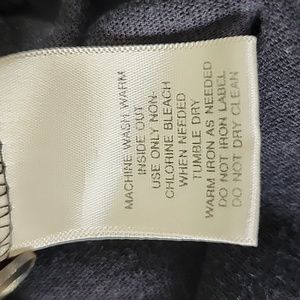 MACHINE WASH WARM
INSIDE OUT
USE ONLY NON-
CHLORINE BLEACH
WHEN NEEDED
TUMBLE DRY
WARM IRON AS NEEDED
DO NOT IRON LABEL
DO NOT DRY CLEAN